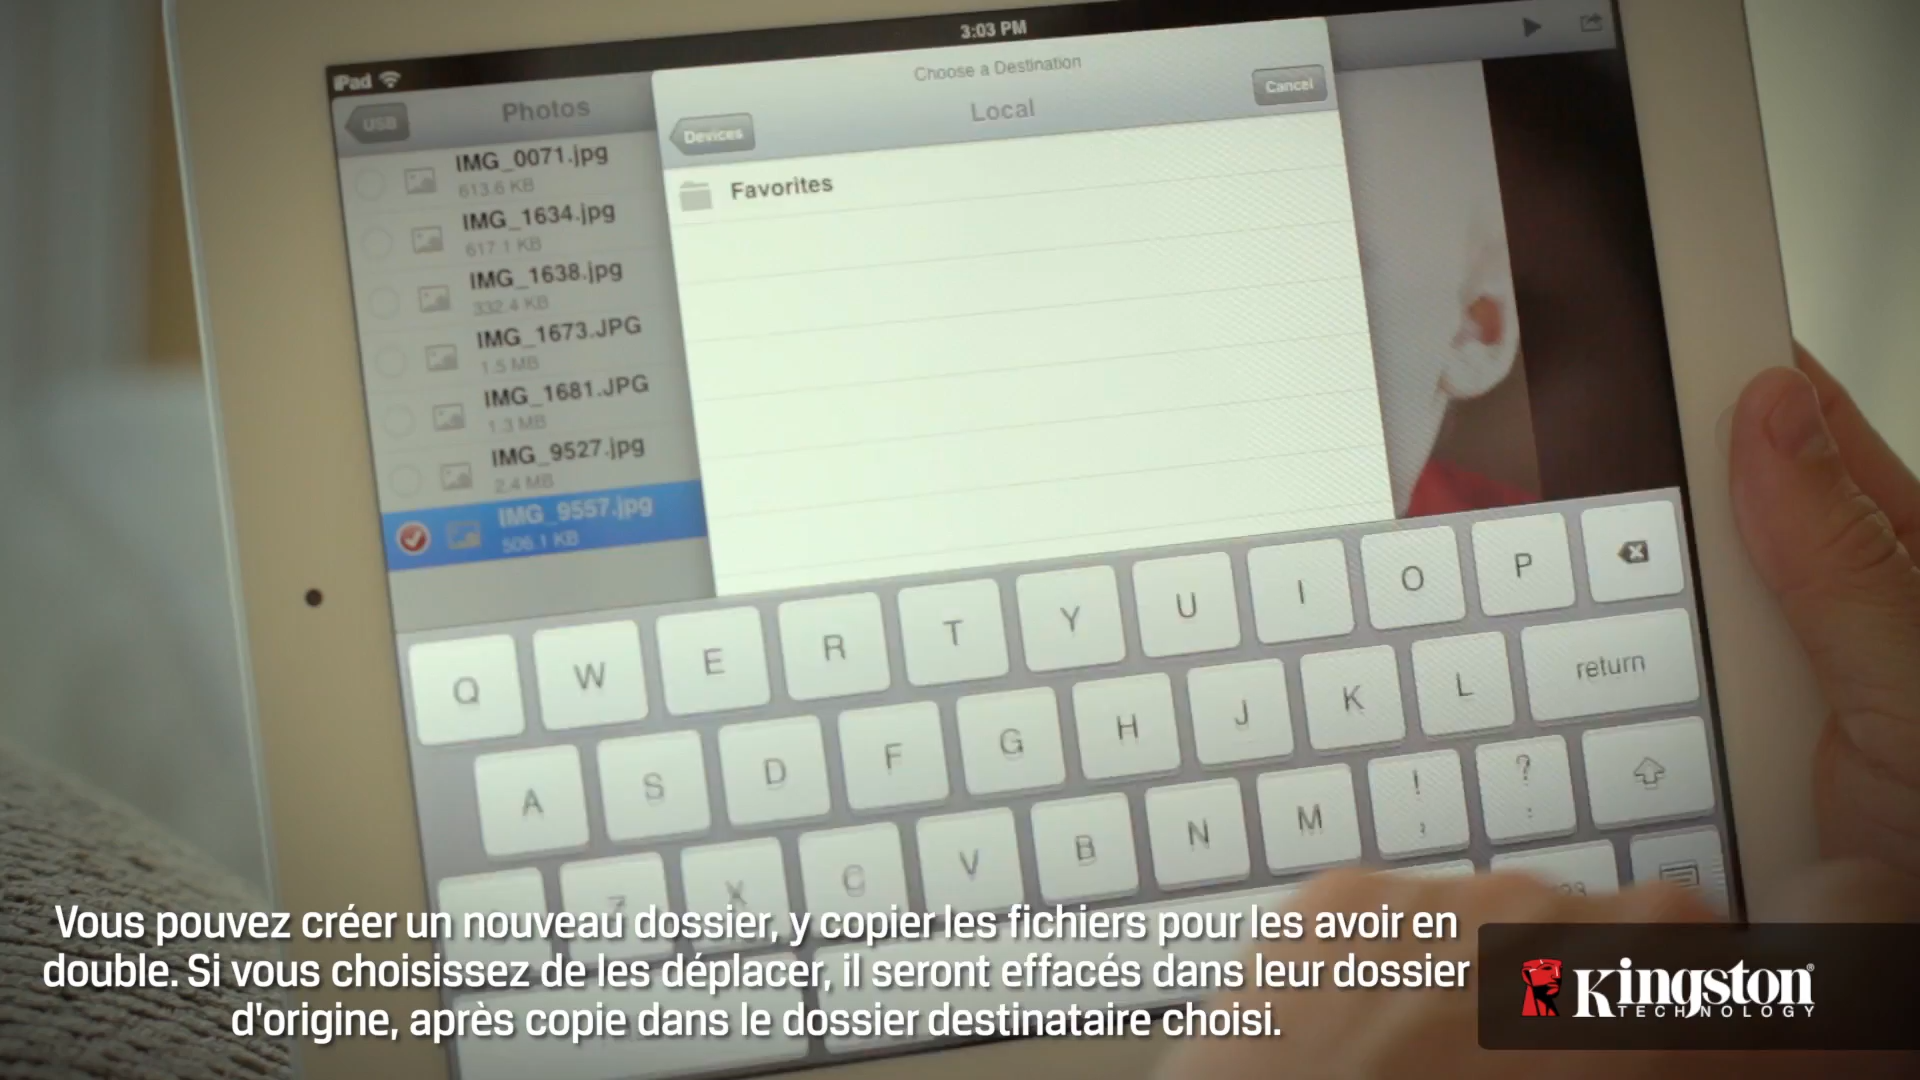 3:03 PM
iPad
Choose a Destination
USB
Photos
Devices
Local
Cancel
IMG_0071.jpg
613.6 KB
IMG_1634.jpg
617.1 KB
IMG_1638.jpg
332.4 KB
IMG_1673.JPG
1.5 MB
IMG_1681.JPG
1.3 MB
IMG_9527.jpg
2.4 MB
IMG_9557.jpg
506.1 KB
Favorites
Q W E R T Y U I O P
A S D F G H J K L return
Z X C V B N M ! , ? .
Vous pouvez créer un nouveau dossier, y copier les fichiers pour les avoir en
double. Si vous choisissez de les déplacer, il seront effacés dans leur dossier
d'origine, après copie dans le dossier destinataire choisi.
Kingston®
TECHNOLOGY